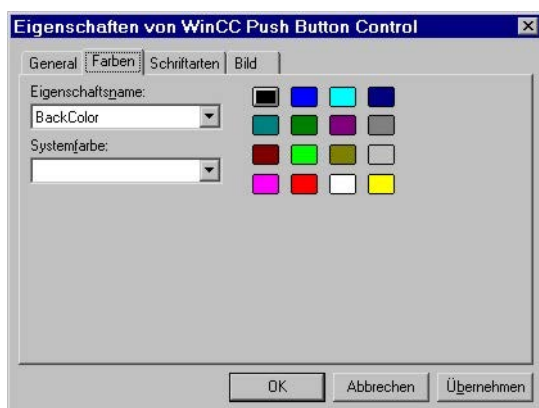 Eigenschaften von WinCC Push Button Control
General Farben Schriftarten Bild
Eigenschaftsname:
BackColor
Systemfarbe:
OK Abbrechen Übernehmen